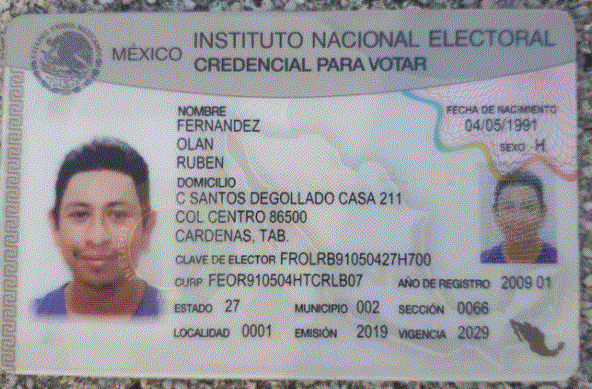 MÉXICO
INSTITUTO NACIONAL ELECTORAL
CREDENCIAL PARA VOTAR
NOMBRE
FERNANDEZ
OLAN
RUBEN
FECHA DE NACIMIENTO
04/05/1991
SEXO H
DOMICILIO
C SANTOS DEGOLLADO CASA 211
COL CENTRO 86500
CARDENAS, TAB.
CLAVE DE ELECTOR FROLRB91050427H700
CURP FEOR910504HTCRLB07 AÑO DE REGISTRO 2009 01
ESTADO 27 MUNICIPIO 002 SECCIÓN 0066
LOCALIDAD 0001 EMISIÓN 2019 VIGENCIA 2029